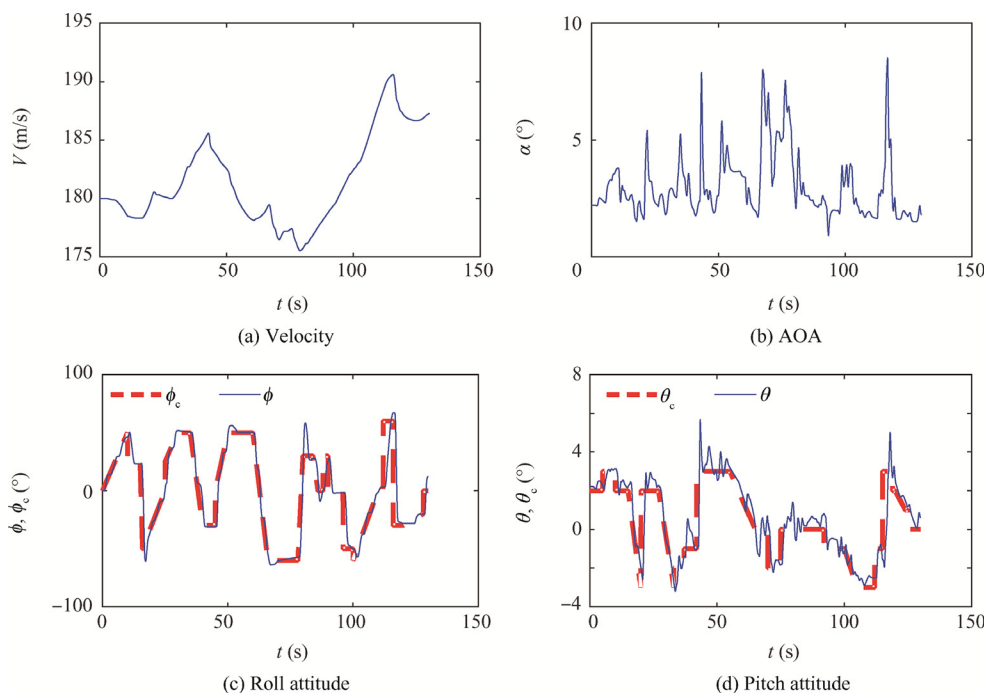 195
190
185
180
175
V (m/s)
0
50
100
150
t (s)
(a) Velocity
10
5
0
α (°)
0
50
100
150
t (s)
(b) AOA
100
0
−100
ϕ, ϕc (°)
ϕc
ϕ
0
50
100
150
t (s)
(c) Roll attitude
8
4
0
−4
θ, θc (°)
θc
θ
0
50
100
150
t (s)
(d) Pitch attitude